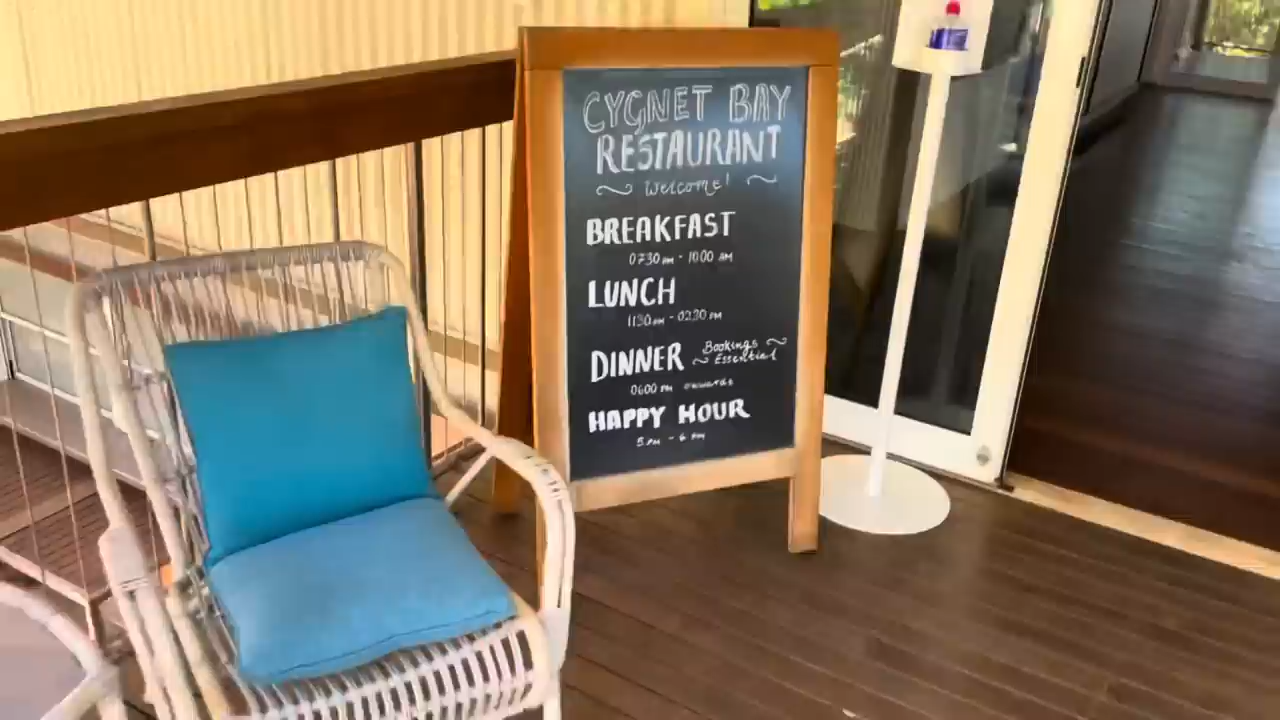 CYGNET BAY
RESTAURANT
~ Welcome! ~
BREAKFAST
0730 AM - 1000 AM
LUNCH
1130 AM - 0230 PM
DINNER
Bookings ~
~ Essential
0600 PM onwards
HAPPY HOUR
5 PM - 6 PM